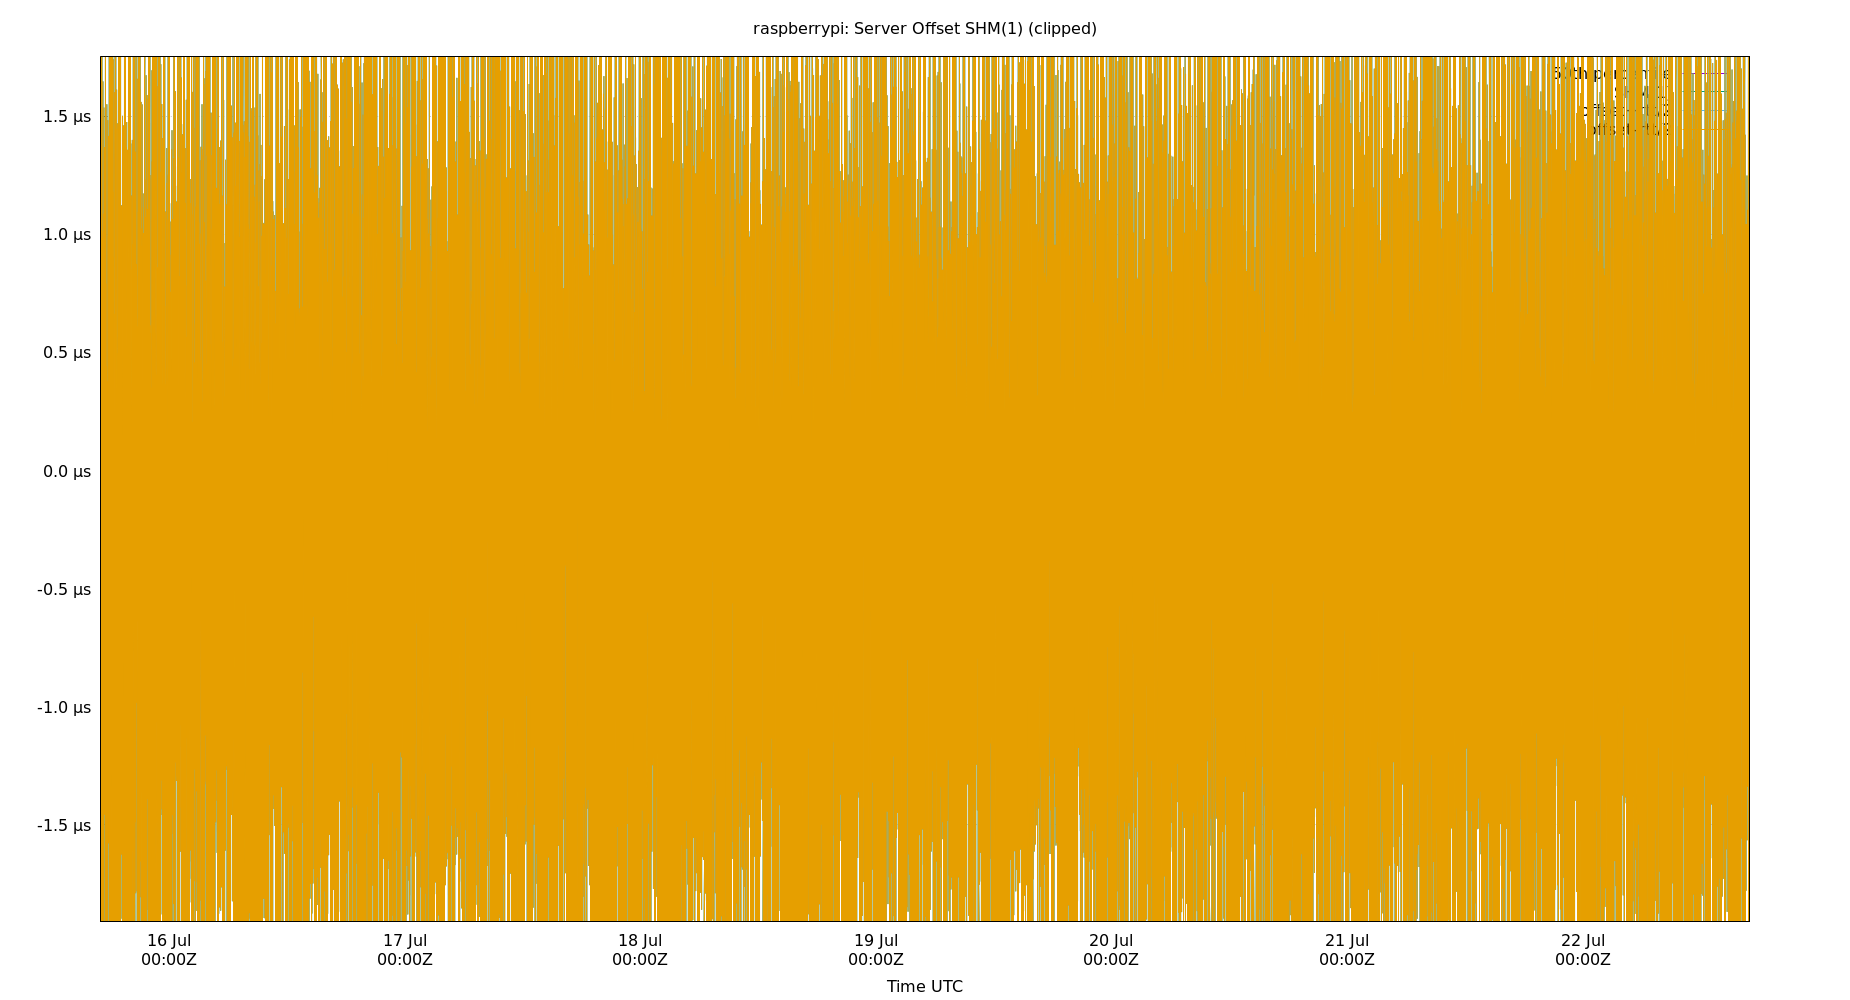 raspberrypi: Server Offset SHM(1) (clipped)
1.5 µs
1.0 µs
0.5 µs
0.0 µs
-0.5 µs
-1.0 µs
-1.5 µs
16 Jul 17 Jul 18 Jul 19 Jul 20 Jul 21 Jul 22 Jul
00:00Z 00:00Z 00:00Z 00:00Z 00:00Z 00:00Z 00:00Z
Time UTC